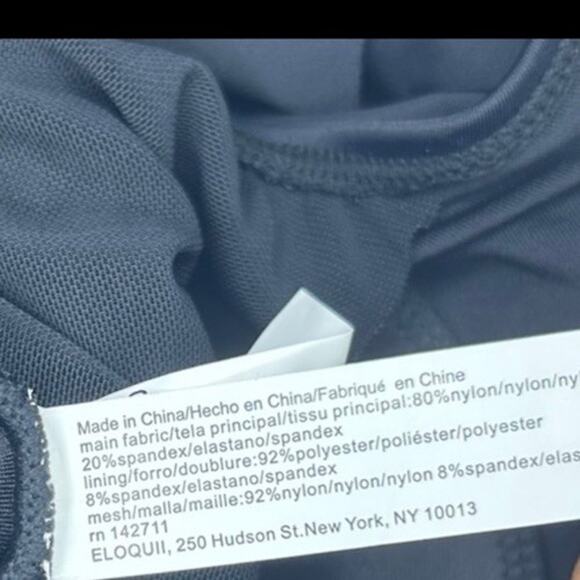 Made in China/Hecho en China/Fabriqué en Chine
main fabric/tela principal/tissu principal:80%nylon/nylon/ny
20%spandex/elastano/spandex
lining/forro/doublure:92%polyester/poliéster/polyester
8%spandex/elastano/spandex
mesh/malla/maille:92%nylon/nylon/nylon 8%spandex/elas
rn 142711
ELOQUII, 250 Hudson St.New York, NY 10013